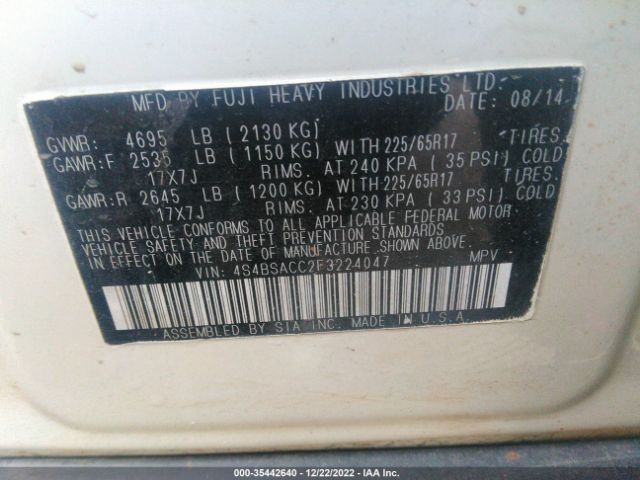 MFD BY FUJI HEAVY INDUSTRIES LTD.
DATE: 08/14
GVWR: 4695 LB (2130 KG)
GAWR:F 2535 LB (1150 KG) WITH 225/65R17 TIRES.
17X7J RIMS. AT 240 KPA (35 PSI) COLD
GAWR:R 2645 LB (1200 KG) WITH 225/65R17 TIRES.
17X7J RIMS. AT 230 KPA (33 PSI) COLD
THIS VEHICLE CONFORMS TO ALL APPLICABLE FEDERAL MOTOR
VEHICLE SAFETY AND THEFT PREVENTION STANDARDS
IN EFFECT ON THE DATE OF MANUFACTURE SHOWN ABOVE.
VIN: 4S4BSACC2F3224047 MPV
ASSEMBLED BY SIA INC. MADE IN U.S.A.
000-35442640 - 12/22/2022 - IAA Inc.